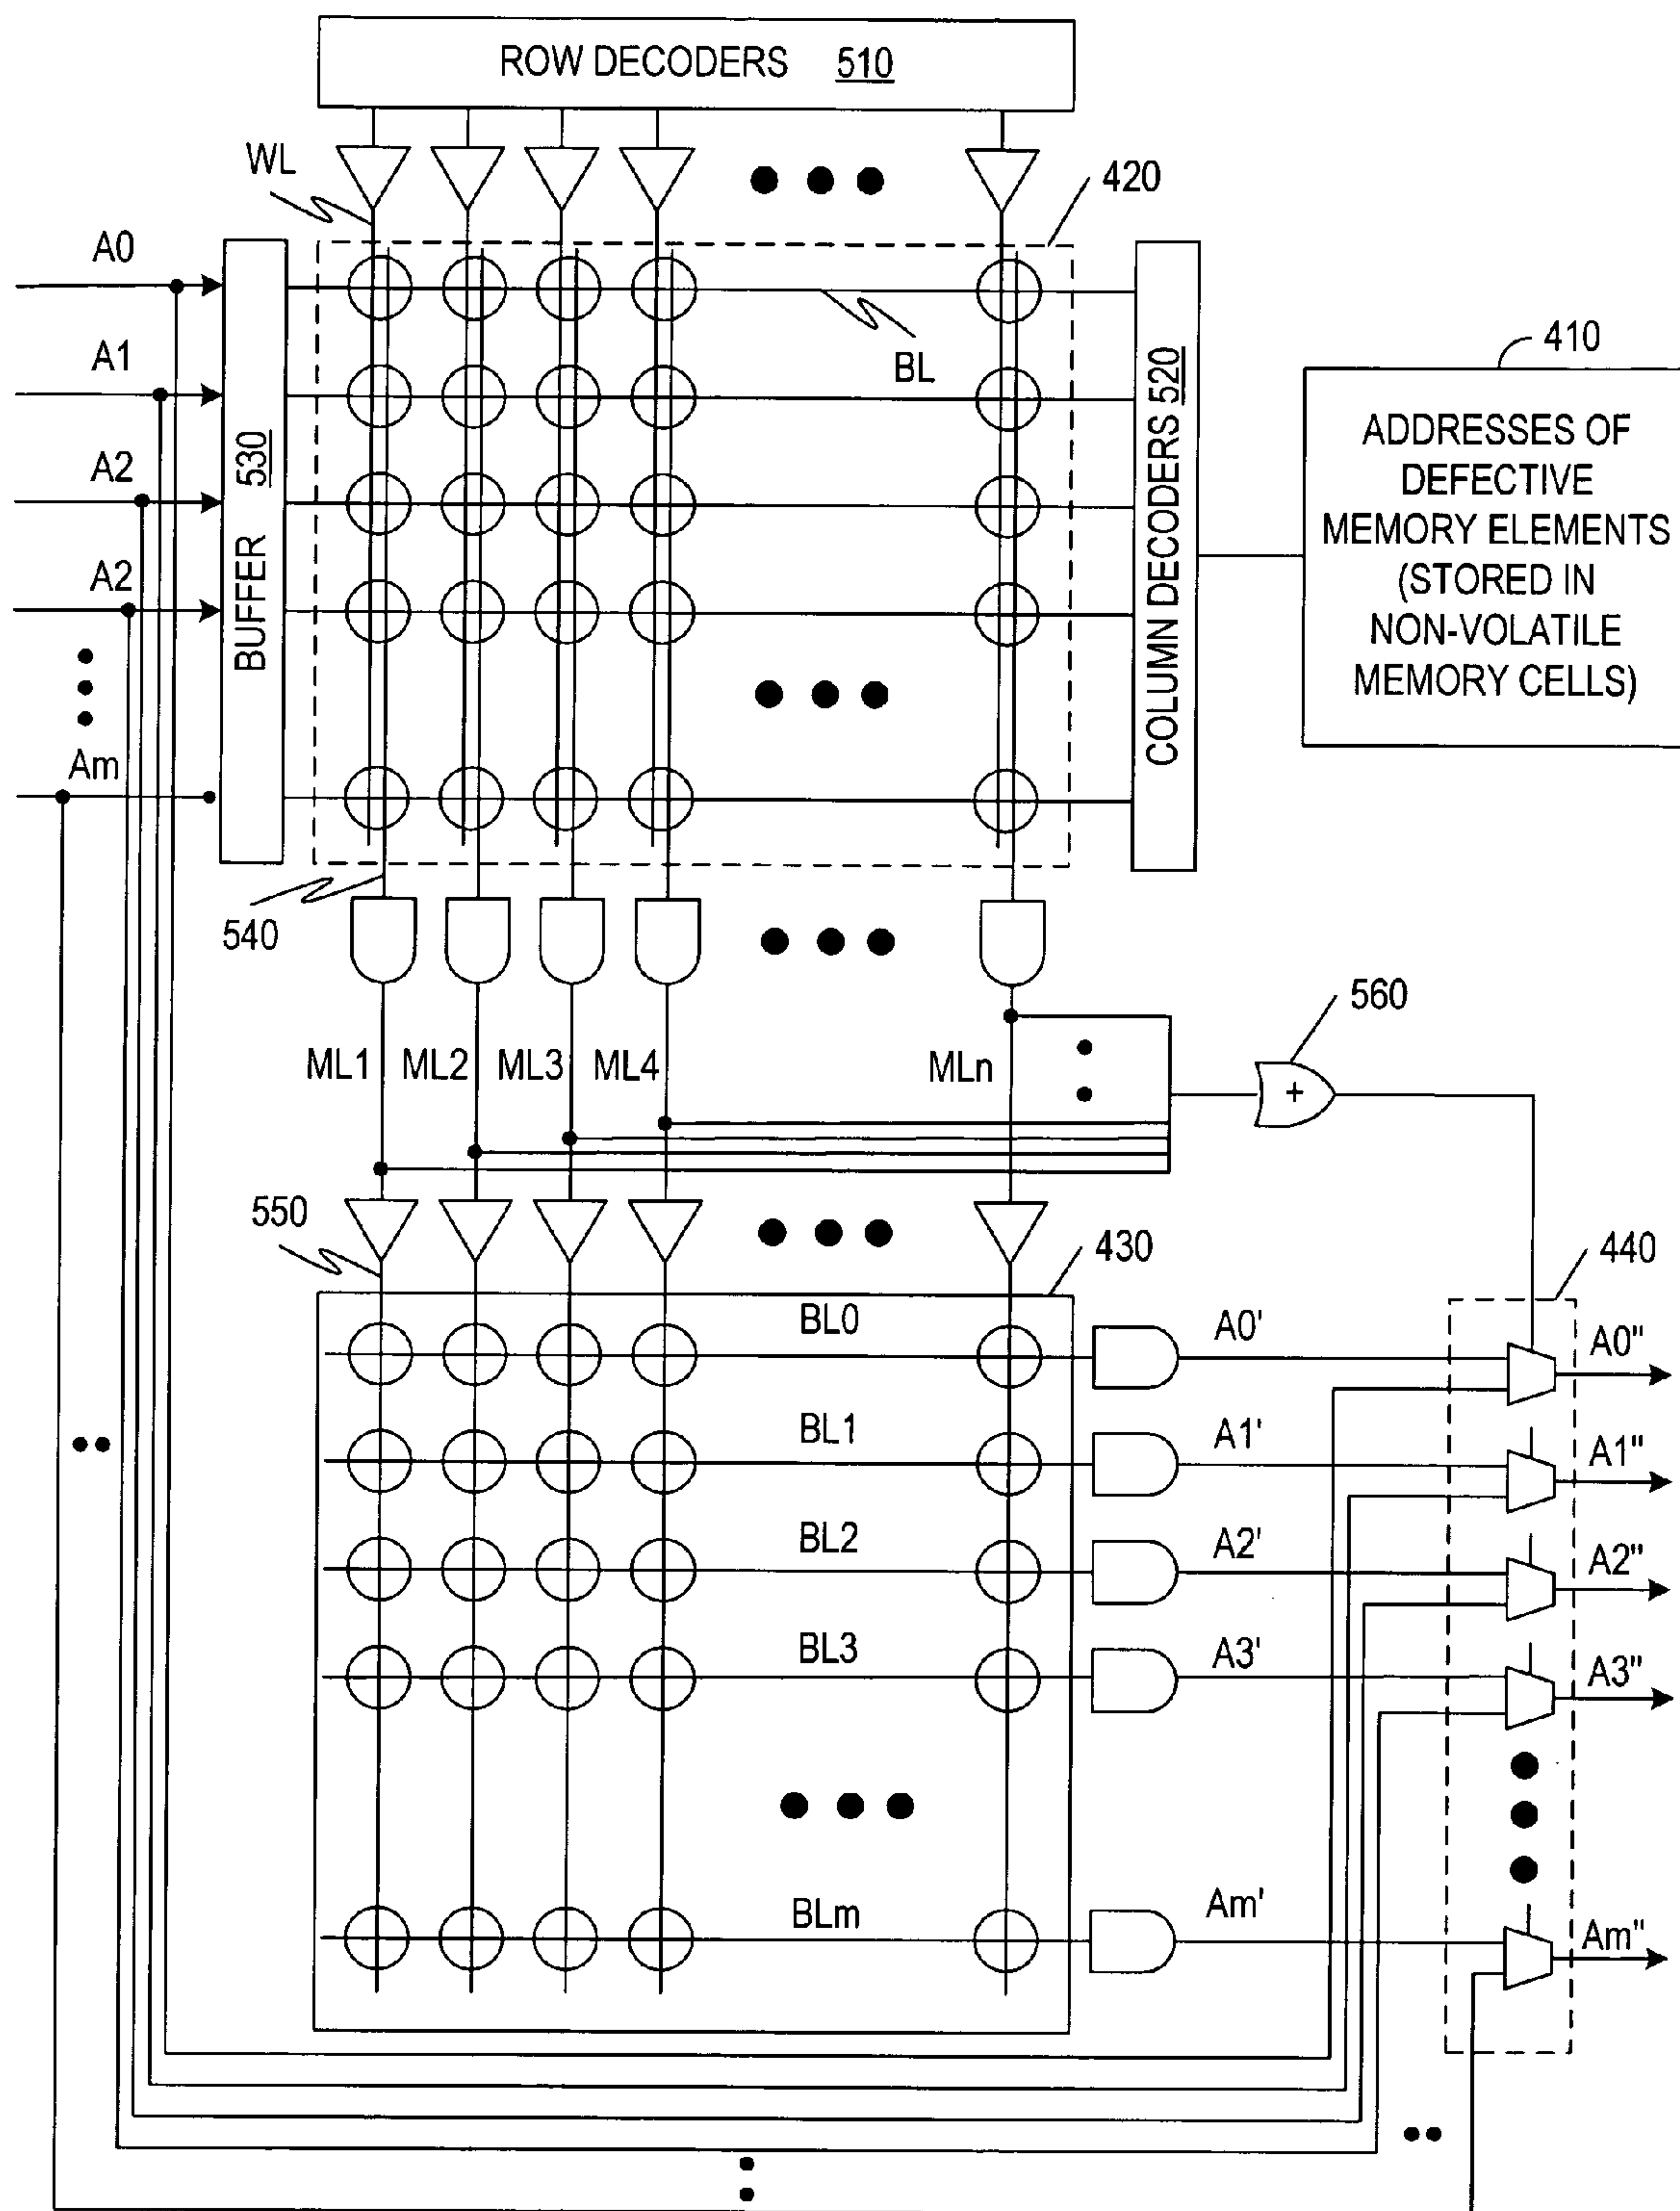 ROW DECODERS 510
WL
420
A0
A1
A2
A2
Am
BUFFER 530
BL
COLUMN DECODERS 520
410
ADDRESSES OF
DEFECTIVE
MEMORY ELEMENTS
(STORED IN
NON-VOLATILE
MEMORY CELLS)
540
560
ML1
ML2
ML3
ML4
MLn
+
550
430
440
BL0
A0'
A0"
BL1
A1'
A1"
BL2
A2'
A2"
BL3
A3'
A3"
BLm
Am'
Am"